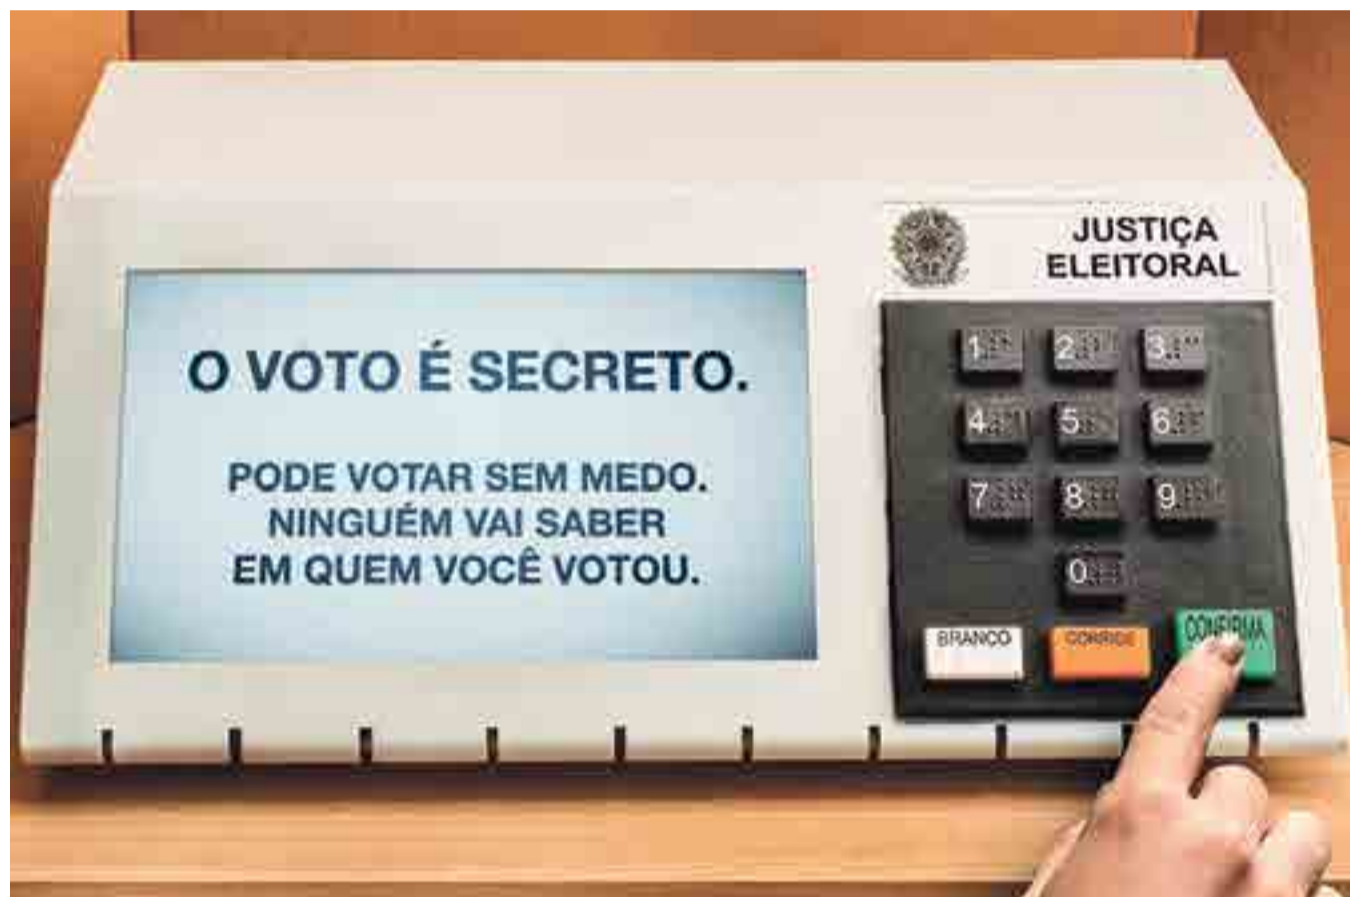 JUSTIÇA
ELEITORAL
O VOTO É SECRETO.
PODE VOTAR SEM MEDO.
NINGUÉM VAI SABER
EM QUEM VOCÊ VOTOU.
1 2 3
4 5 6
7 8 9
0
BRANCO CORRIGE CONFIRMA